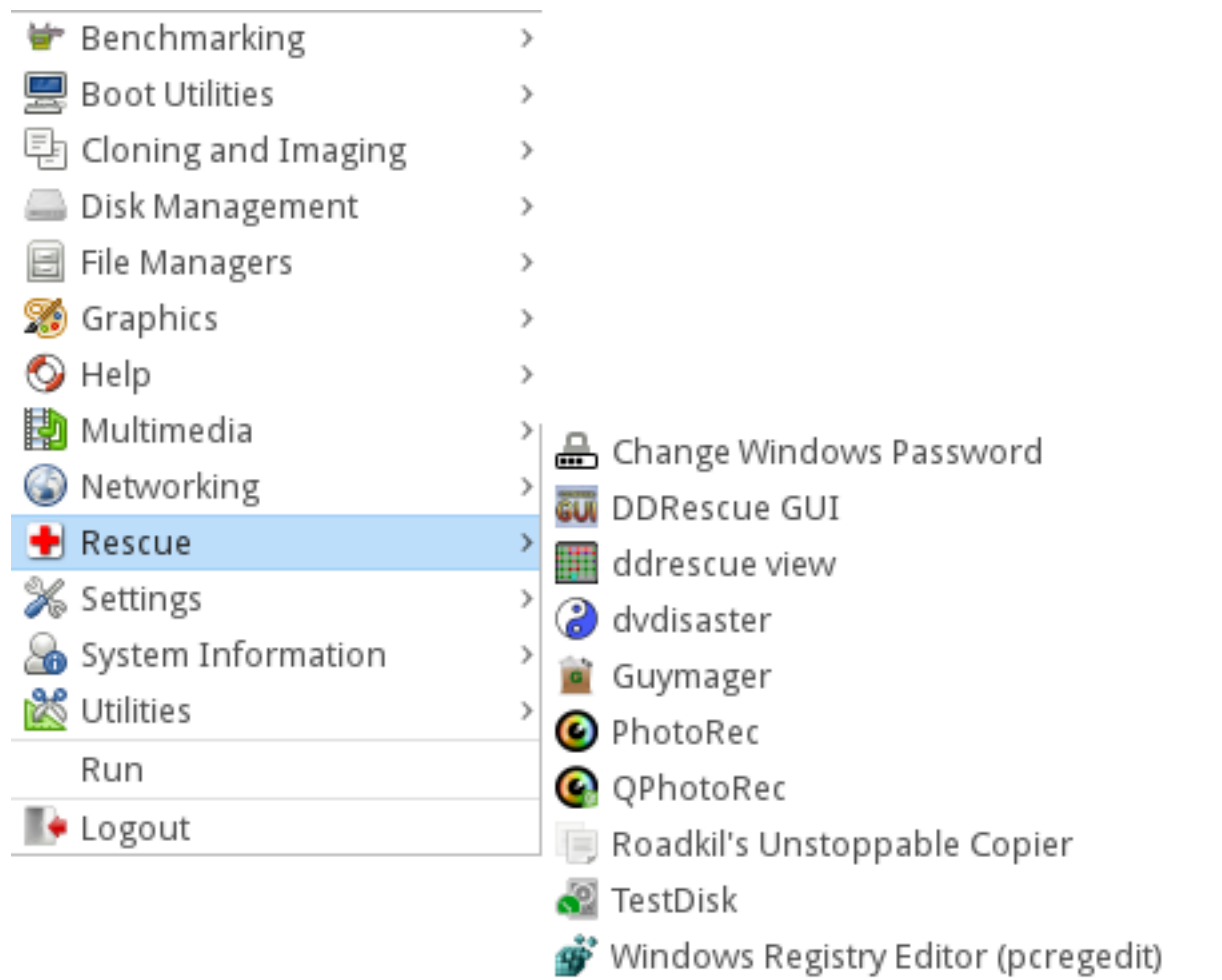 Benchmarking
Boot Utilities
Cloning and Imaging
Disk Management
File Managers
Graphics
Help
Multimedia
Networking
Rescue
Settings
System Information
Utilities
Run
Logout
Change Windows Password
GUI
DDRescue GUI
ddrescue view
dvdisaster
G
Guymager
PhotoRec
QPhotoRec
Roadkil's Unstoppable Copier
TestDisk
Windows Registry Editor (pcregedit)